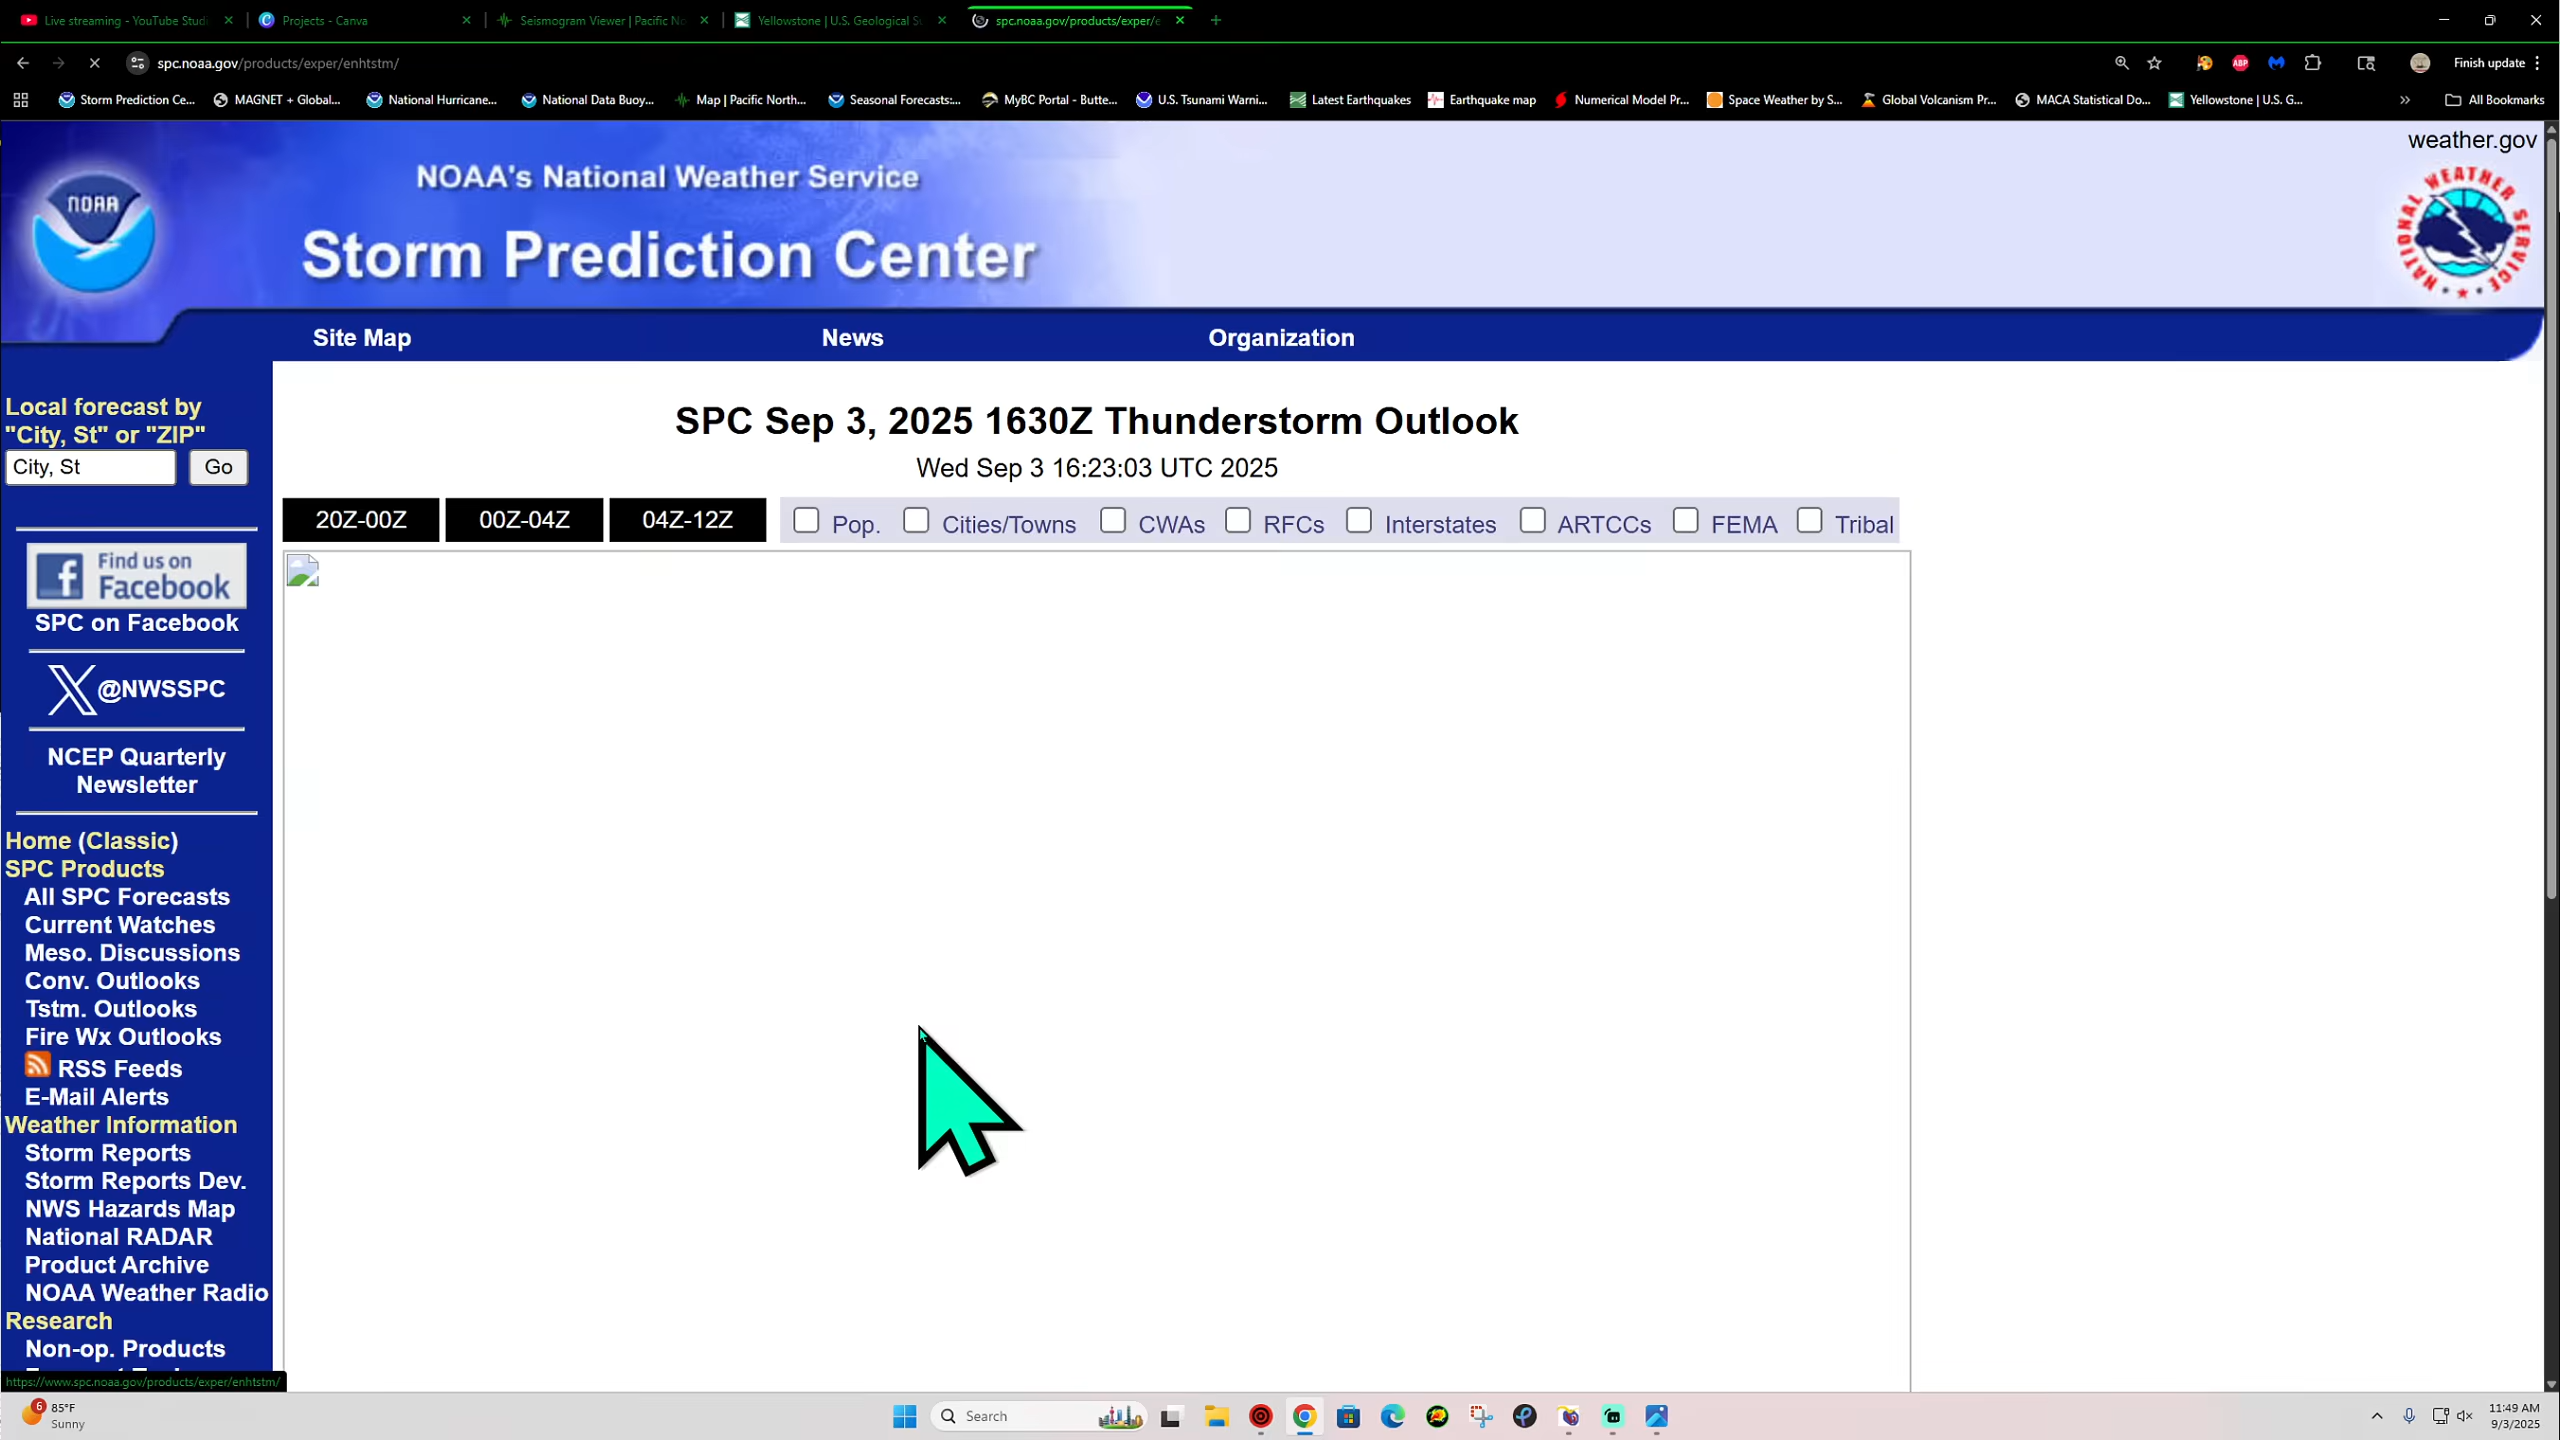 Live streaming - YouTube Studi
Projects - Canva
Seismogram Viewer | Pacific No
Yellowstone | U.S. Geological Su
spc.noaa.gov/products/exper/e
spc.noaa.gov/products/exper/enhtstm/
ABP
Finish update
Storm Prediction Ce...
MAGNET + Global...
National Hurricane...
National Data Buoy...
Map | Pacific North...
Seasonal Forecasts:...
MyBC Portal - Butte...
U.S. Tsunami Warni...
Latest Earthquakes
Earthquake map
Numerical Model Pr...
Space Weather by S...
Global Volcanism Pr...
MACA Statistical Do...
Yellowstone | U.S. G...
All Bookmarks
weather.gov
NOAA
NOAA's National Weather Service
Storm Prediction Center
NATIONAL WEATHER SERVICE
Site Map
News
Organization
Local forecast by
"City, St" or "ZIP"
City, St
Go
Find us on
Facebook
SPC on Facebook
@NWSSPC
NCEP Quarterly
Newsletter
Home (Classic)
SPC Products
All SPC Forecasts
Current Watches
Meso. Discussions
Conv. Outlooks
Tstm. Outlooks
Fire Wx Outlooks
RSS Feeds
E-Mail Alerts
Weather Information
Storm Reports
Storm Reports Dev.
NWS Hazards Map
National RADAR
Product Archive
NOAA Weather Radio
Research
Non-op. Products
SPC Sep 3, 2025 1630Z Thunderstorm Outlook
Wed Sep 3 16:23:03 UTC 2025
20Z-00Z
00Z-04Z
04Z-12Z
Pop.
Cities/Towns
CWAs
RFCs
Interstates
ARTCCs
FEMA
Tribal
https://www.spc.noaa.gov/products/exper/enhtstm/
6
85°F
Sunny
Search
11:49 AM
9/3/2025